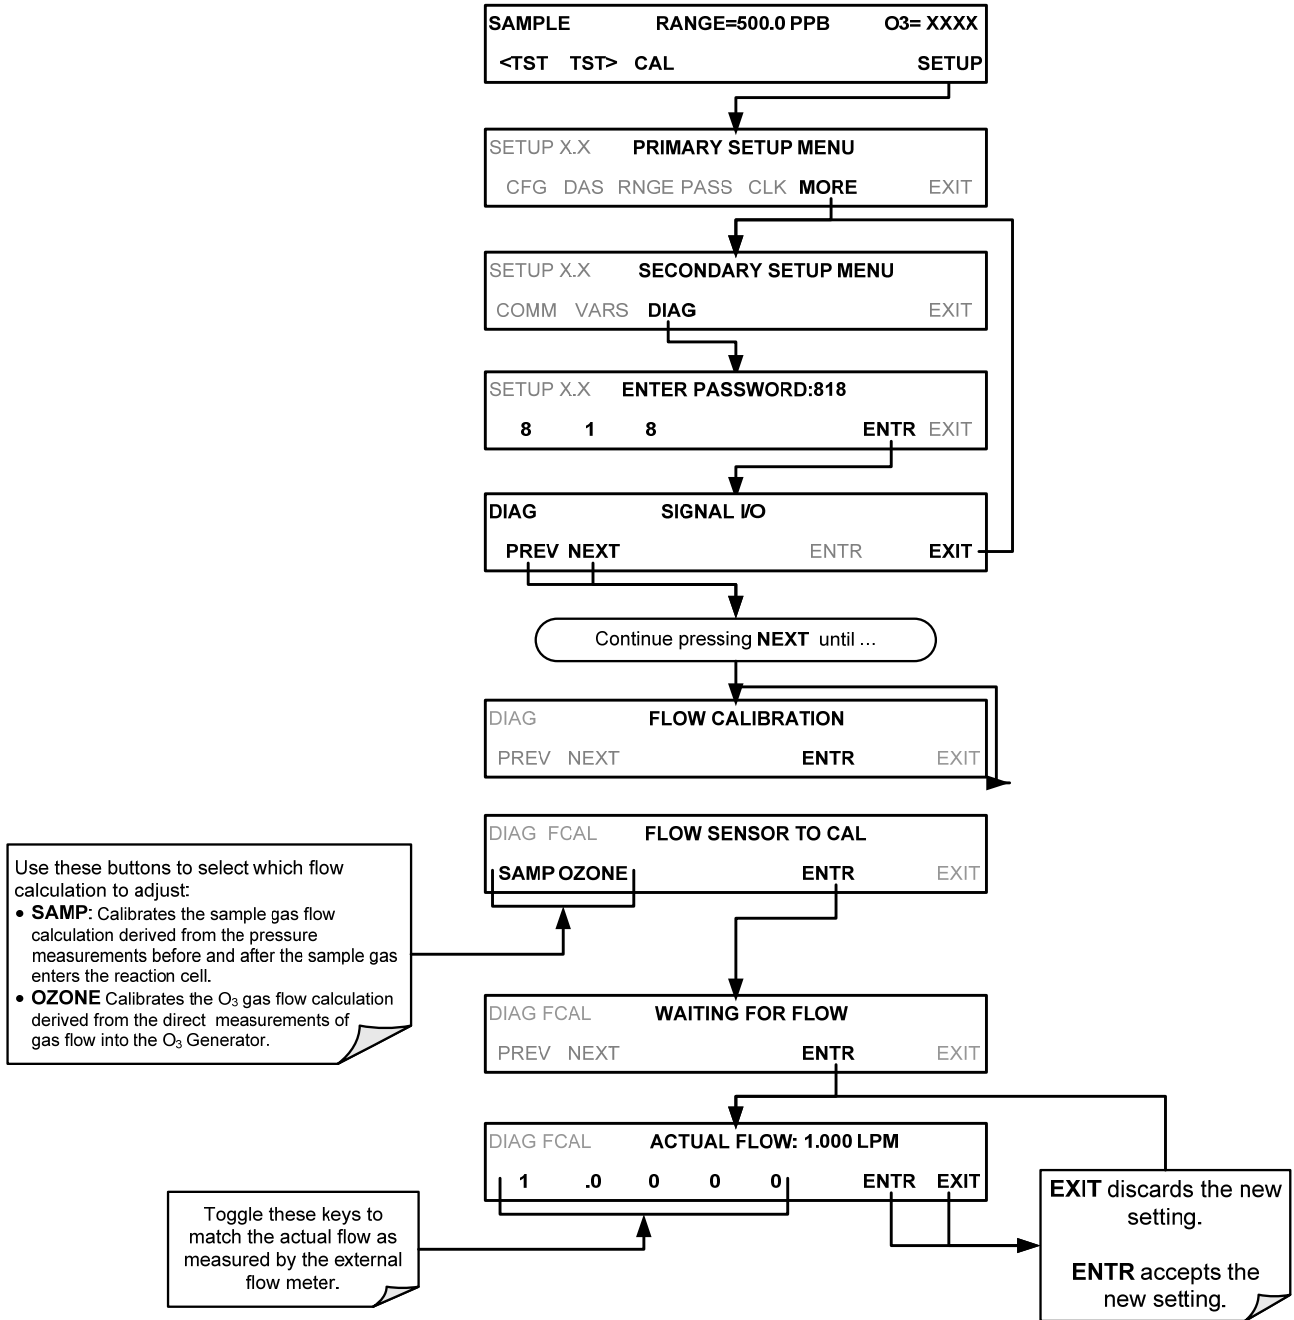 SAMPLE RANGE=500.0 PPB O3= XXXX
<TST TST> CAL SETUP
SETUP X.X PRIMARY SETUP MENU
CFG DAS RNGE PASS CLK MORE EXIT
SETUP X.X SECONDARY SETUP MENU
COMM VARS DIAG EXIT
SETUP X.X ENTER PASSWORD:818
8 1 8 ENTR EXIT
DIAG SIGNAL I/O
PREV NEXT ENTR EXIT
Continue pressing NEXT until ...
DIAG FLOW CALIBRATION
PREV NEXT ENTR EXIT
DIAG FCAL FLOW SENSOR TO CAL
SAMP OZONE ENTR EXIT
Use these buttons to select which flow
calculation to adjust:
• SAMP: Calibrates the sample gas flow
calculation derived from the pressure
measurements before and after the sample gas
enters the reaction cell.
• OZONE Calibrates the O₃ gas flow calculation
derived from the direct measurements of
gas flow into the O₃ Generator.
DIAG FCAL WAITING FOR FLOW
PREV NEXT ENTR EXIT
DIAG FCAL ACTUAL FLOW: 1.000 LPM
1 .0 0 0 0 ENTR EXIT
Toggle these keys to
match the actual flow as
measured by the external
flow meter.
EXIT discards the new
setting.
ENTR accepts the
new setting.